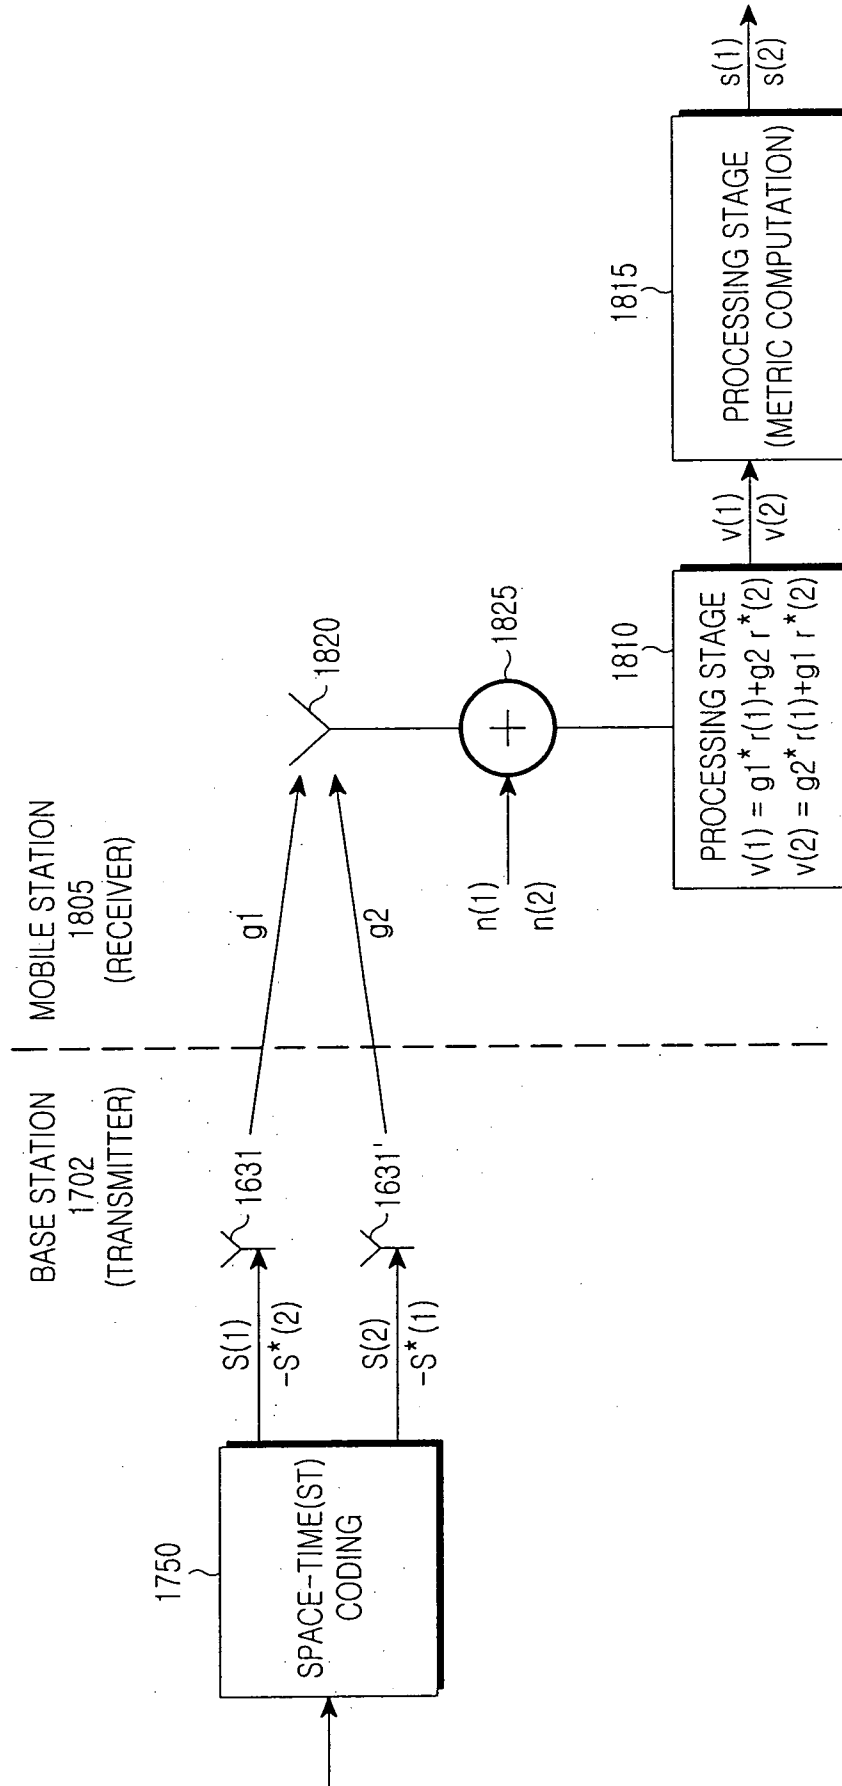 BASE STATION
1702
(TRANSMITTER)
MOBILE STATION
1805
(RECEIVER)
1750
SPACE-TIME(ST)
CODING
S(1)
-S*(2)
1631
S(2)
-S*(1)
1631'
g1
g2
1820
n(1)
n(2)
1825
1810
PROCESSING STAGE
v(1) = g1* r(1)+g2 r*(2)
v(2) = g2* r(1)+g1 r*(2)
v(1)
v(2)
1815
PROCESSING STAGE
(METRIC COMPUTATION)
s(1)
s(2)